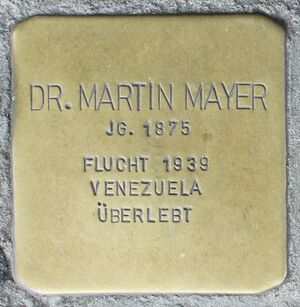 DR. MARTIN MAYER
JG. 1875
FLUCHT 1939
VENEZUELA
ÜBERLEBT